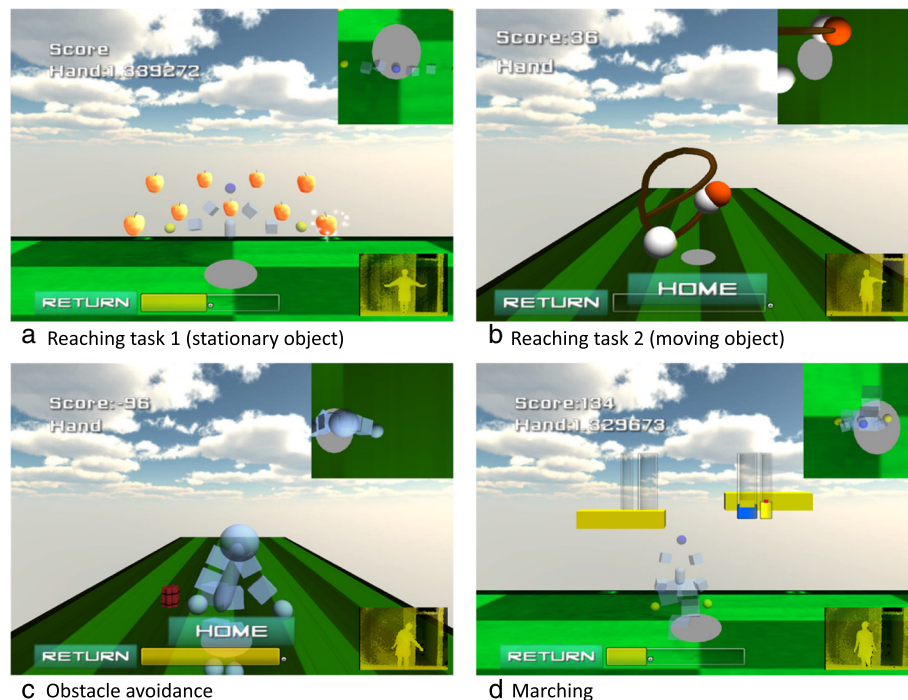 Score
Hand:1.339272
RETURN
a Reaching task 1 (stationary object)
Score:36
Hand
HOME
RETURN
b Reaching task 2 (moving object)
Score:-96
Hand
HOME
RETURN
c Obstacle avoidance
Score:134
Hand:1.329673
RETURN
d Marching